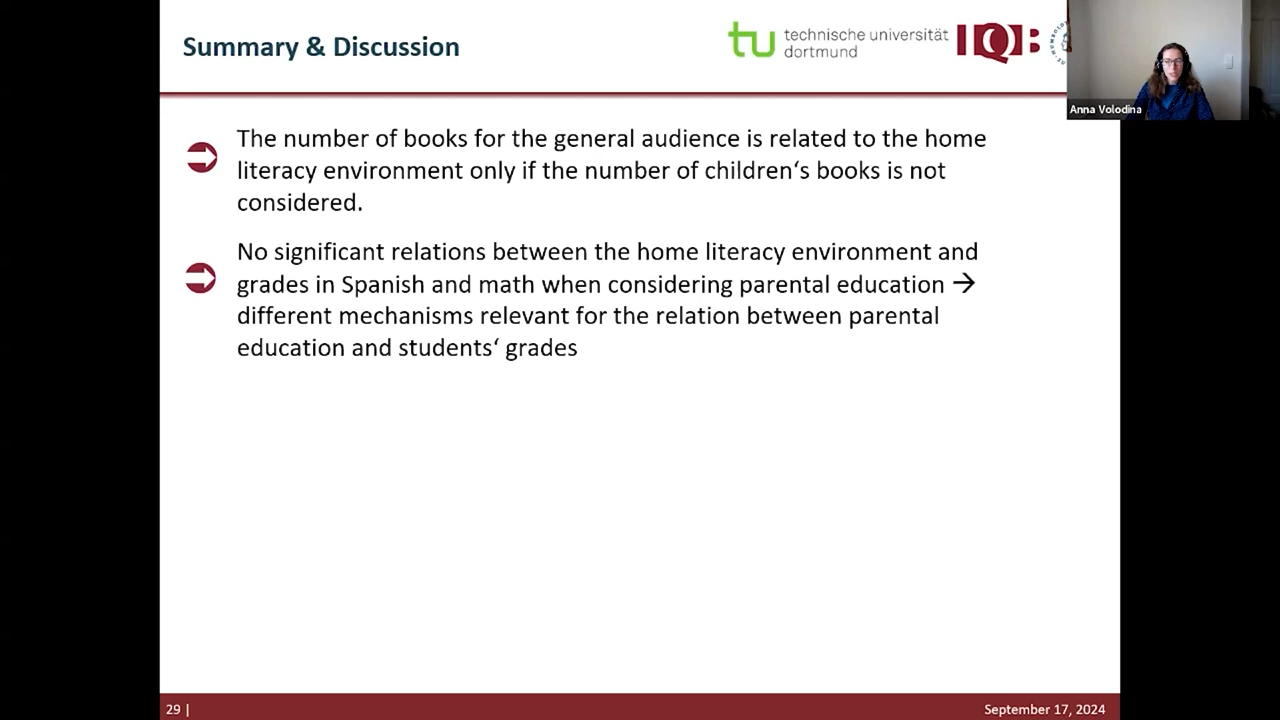 Summary & Discussion
tu technische universität
dortmund
IQB
Anna Volodina
The number of books for the general audience is related to the home
literacy environment only if the number of children‘s books is not
considered.
No significant relations between the home literacy environment and
grades in Spanish and math when considering parental education →
different mechanisms relevant for the relation between parental
education and students‘ grades
29 |
September 17, 2024